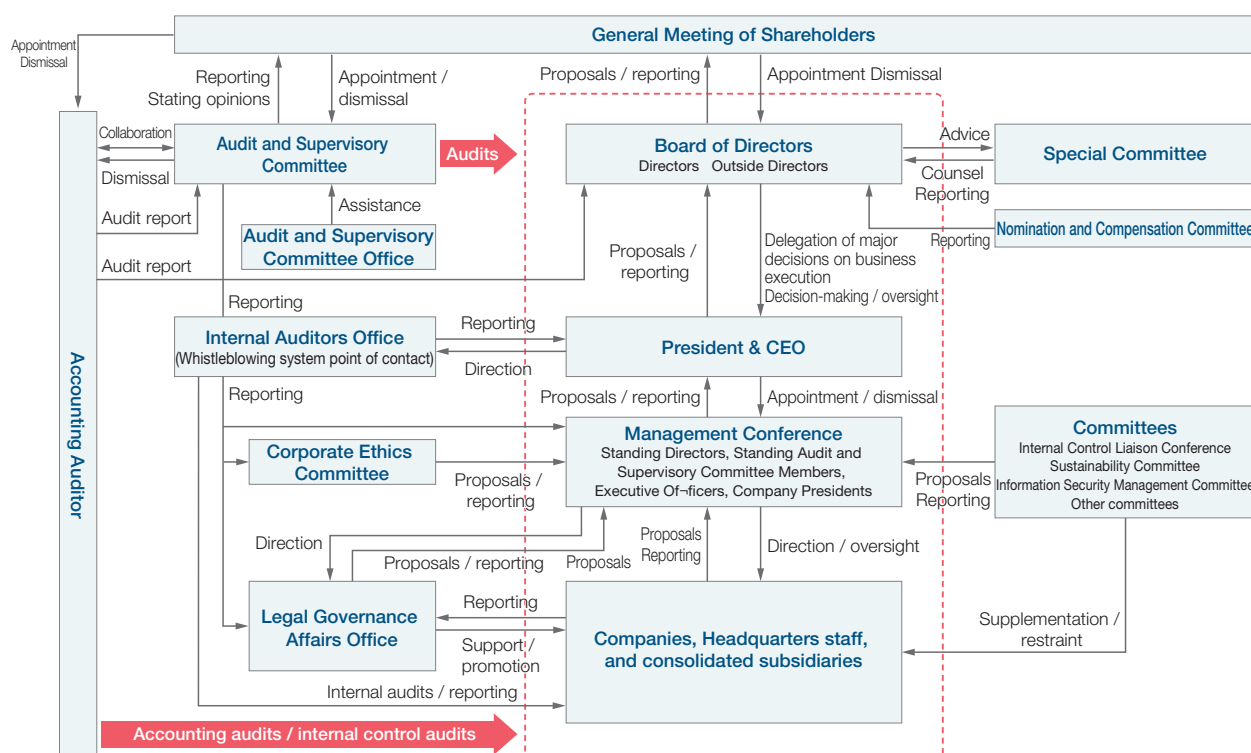 General Meeting of Shareholders
Appointment
Dismissal
Reporting
Stating opinions
Appointment /
dismissal
Proposals / reporting
Appointment Dismissal
Collaboration
Dismissal
Audit and Supervisory
Committee
Audits
Board of Directors
Directors Outside Directors
Advice
Counsel
Reporting
Special Committee
Audit report
Assistance
Audit and Supervisory
Committee Office
Nomination and Compensation Committee
Reporting
Audit report
Proposals /
reporting
Delegation of major
decisions on business
execution
Decision-making / oversight
Reporting
Internal Auditors Office
(Whistleblowing system point of contact)
Reporting
Direction
President & CEO
Accounting Auditor
Reporting
Proposals / reporting
Appointment / dismissal
Corporate Ethics
Committee
Proposals /
reporting
Management Conference
Standing Directors, Standing Audit and
Supervisory Committee Members,
Executive Of¬ficers, Company Presidents
Proposals
Reporting
Committees
Internal Control Liaison Conference
Sustainability Committee
Information Security Management Committee
Other committees
Direction
Proposals / reporting
Proposals
Proposals
Reporting
Direction / oversight
Legal Governance
Affairs Office
Reporting
Support /
promotion
Companies, Headquarters staff,
and consolidated subsidiaries
Supplementation /
restraint
Internal audits / reporting
Accounting audits / internal control audits